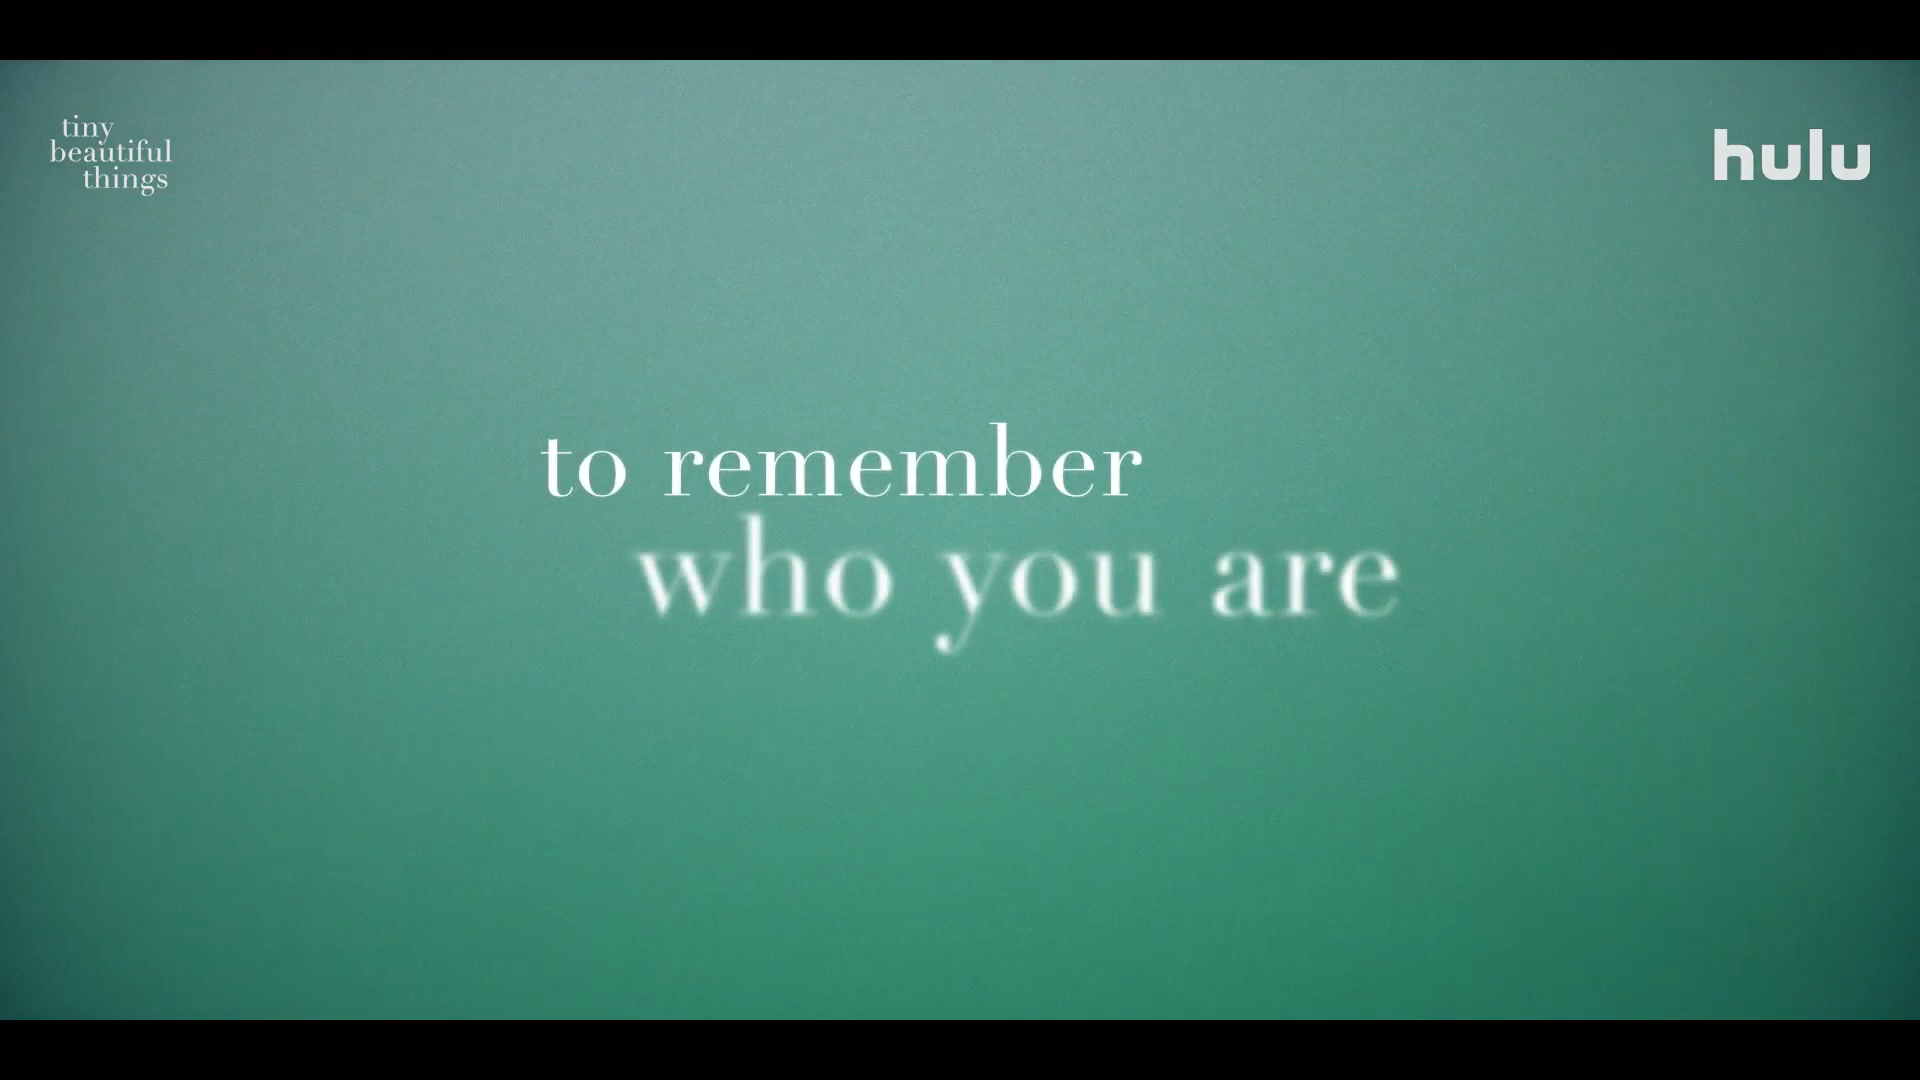 tiny
beautiful
things
hulu
to remember
who you are